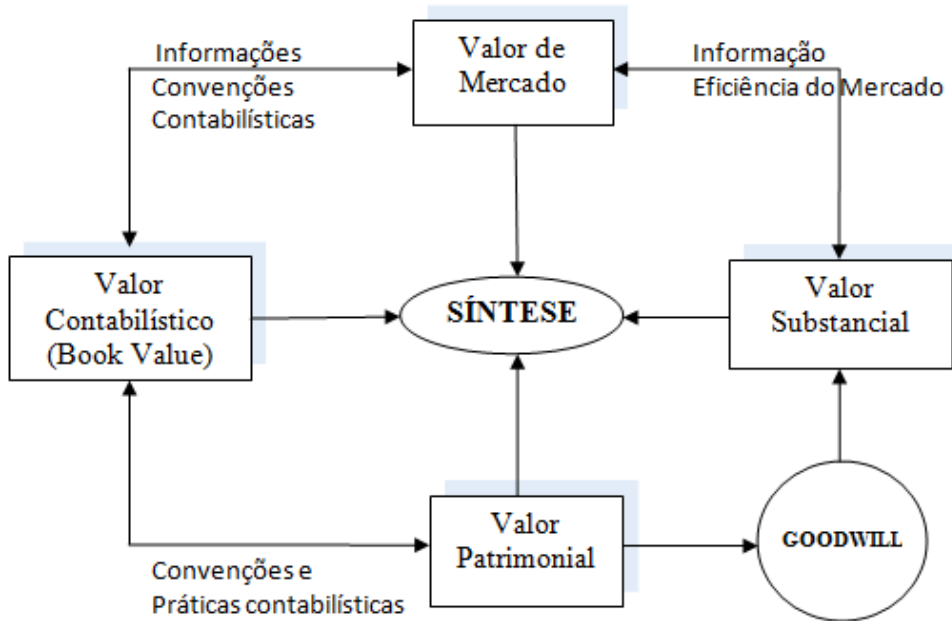 Informações
Convenções
Contabilísticas
Valor de
Mercado
Informação
Eficiência do Mercado
Valor
Contabilístico
(Book Value)
SÍNTESE
Valor
Substancial
Convenções e
Práticas contabilísticas
Valor
Patrimonial
GOODWILL